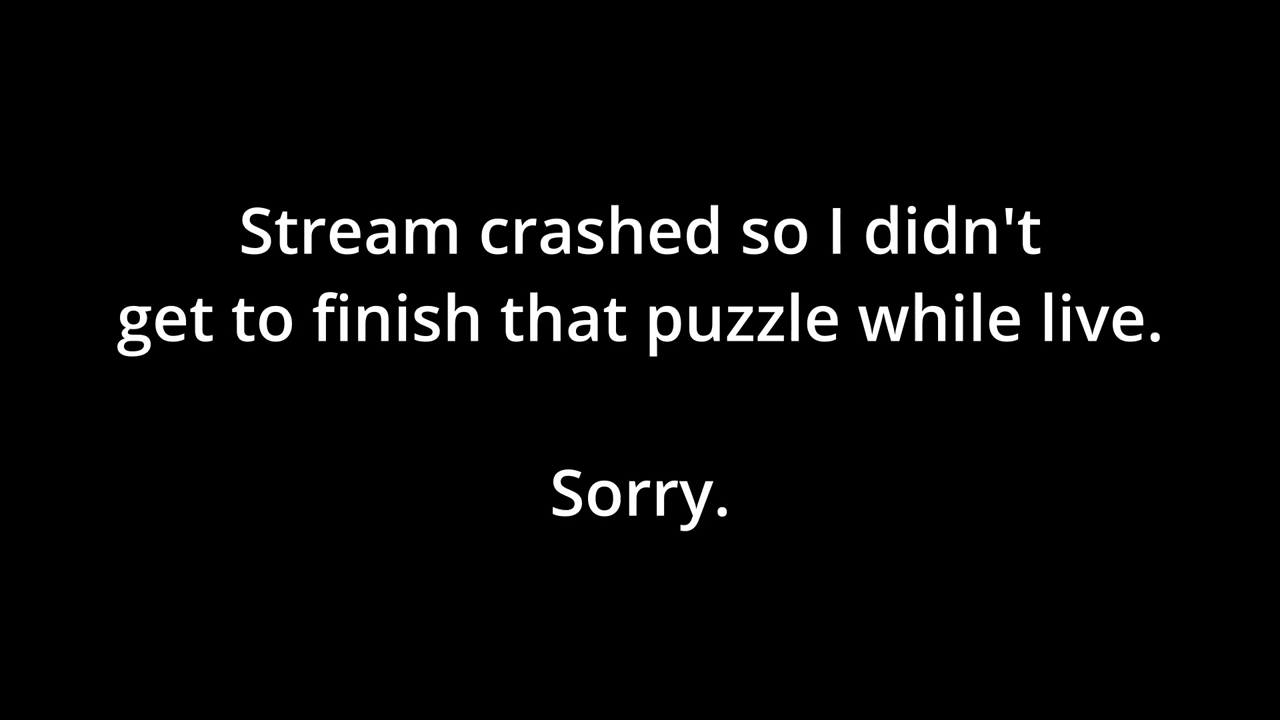 Stream crashed so I didn't
get to finish that puzzle while live.
Sorry.